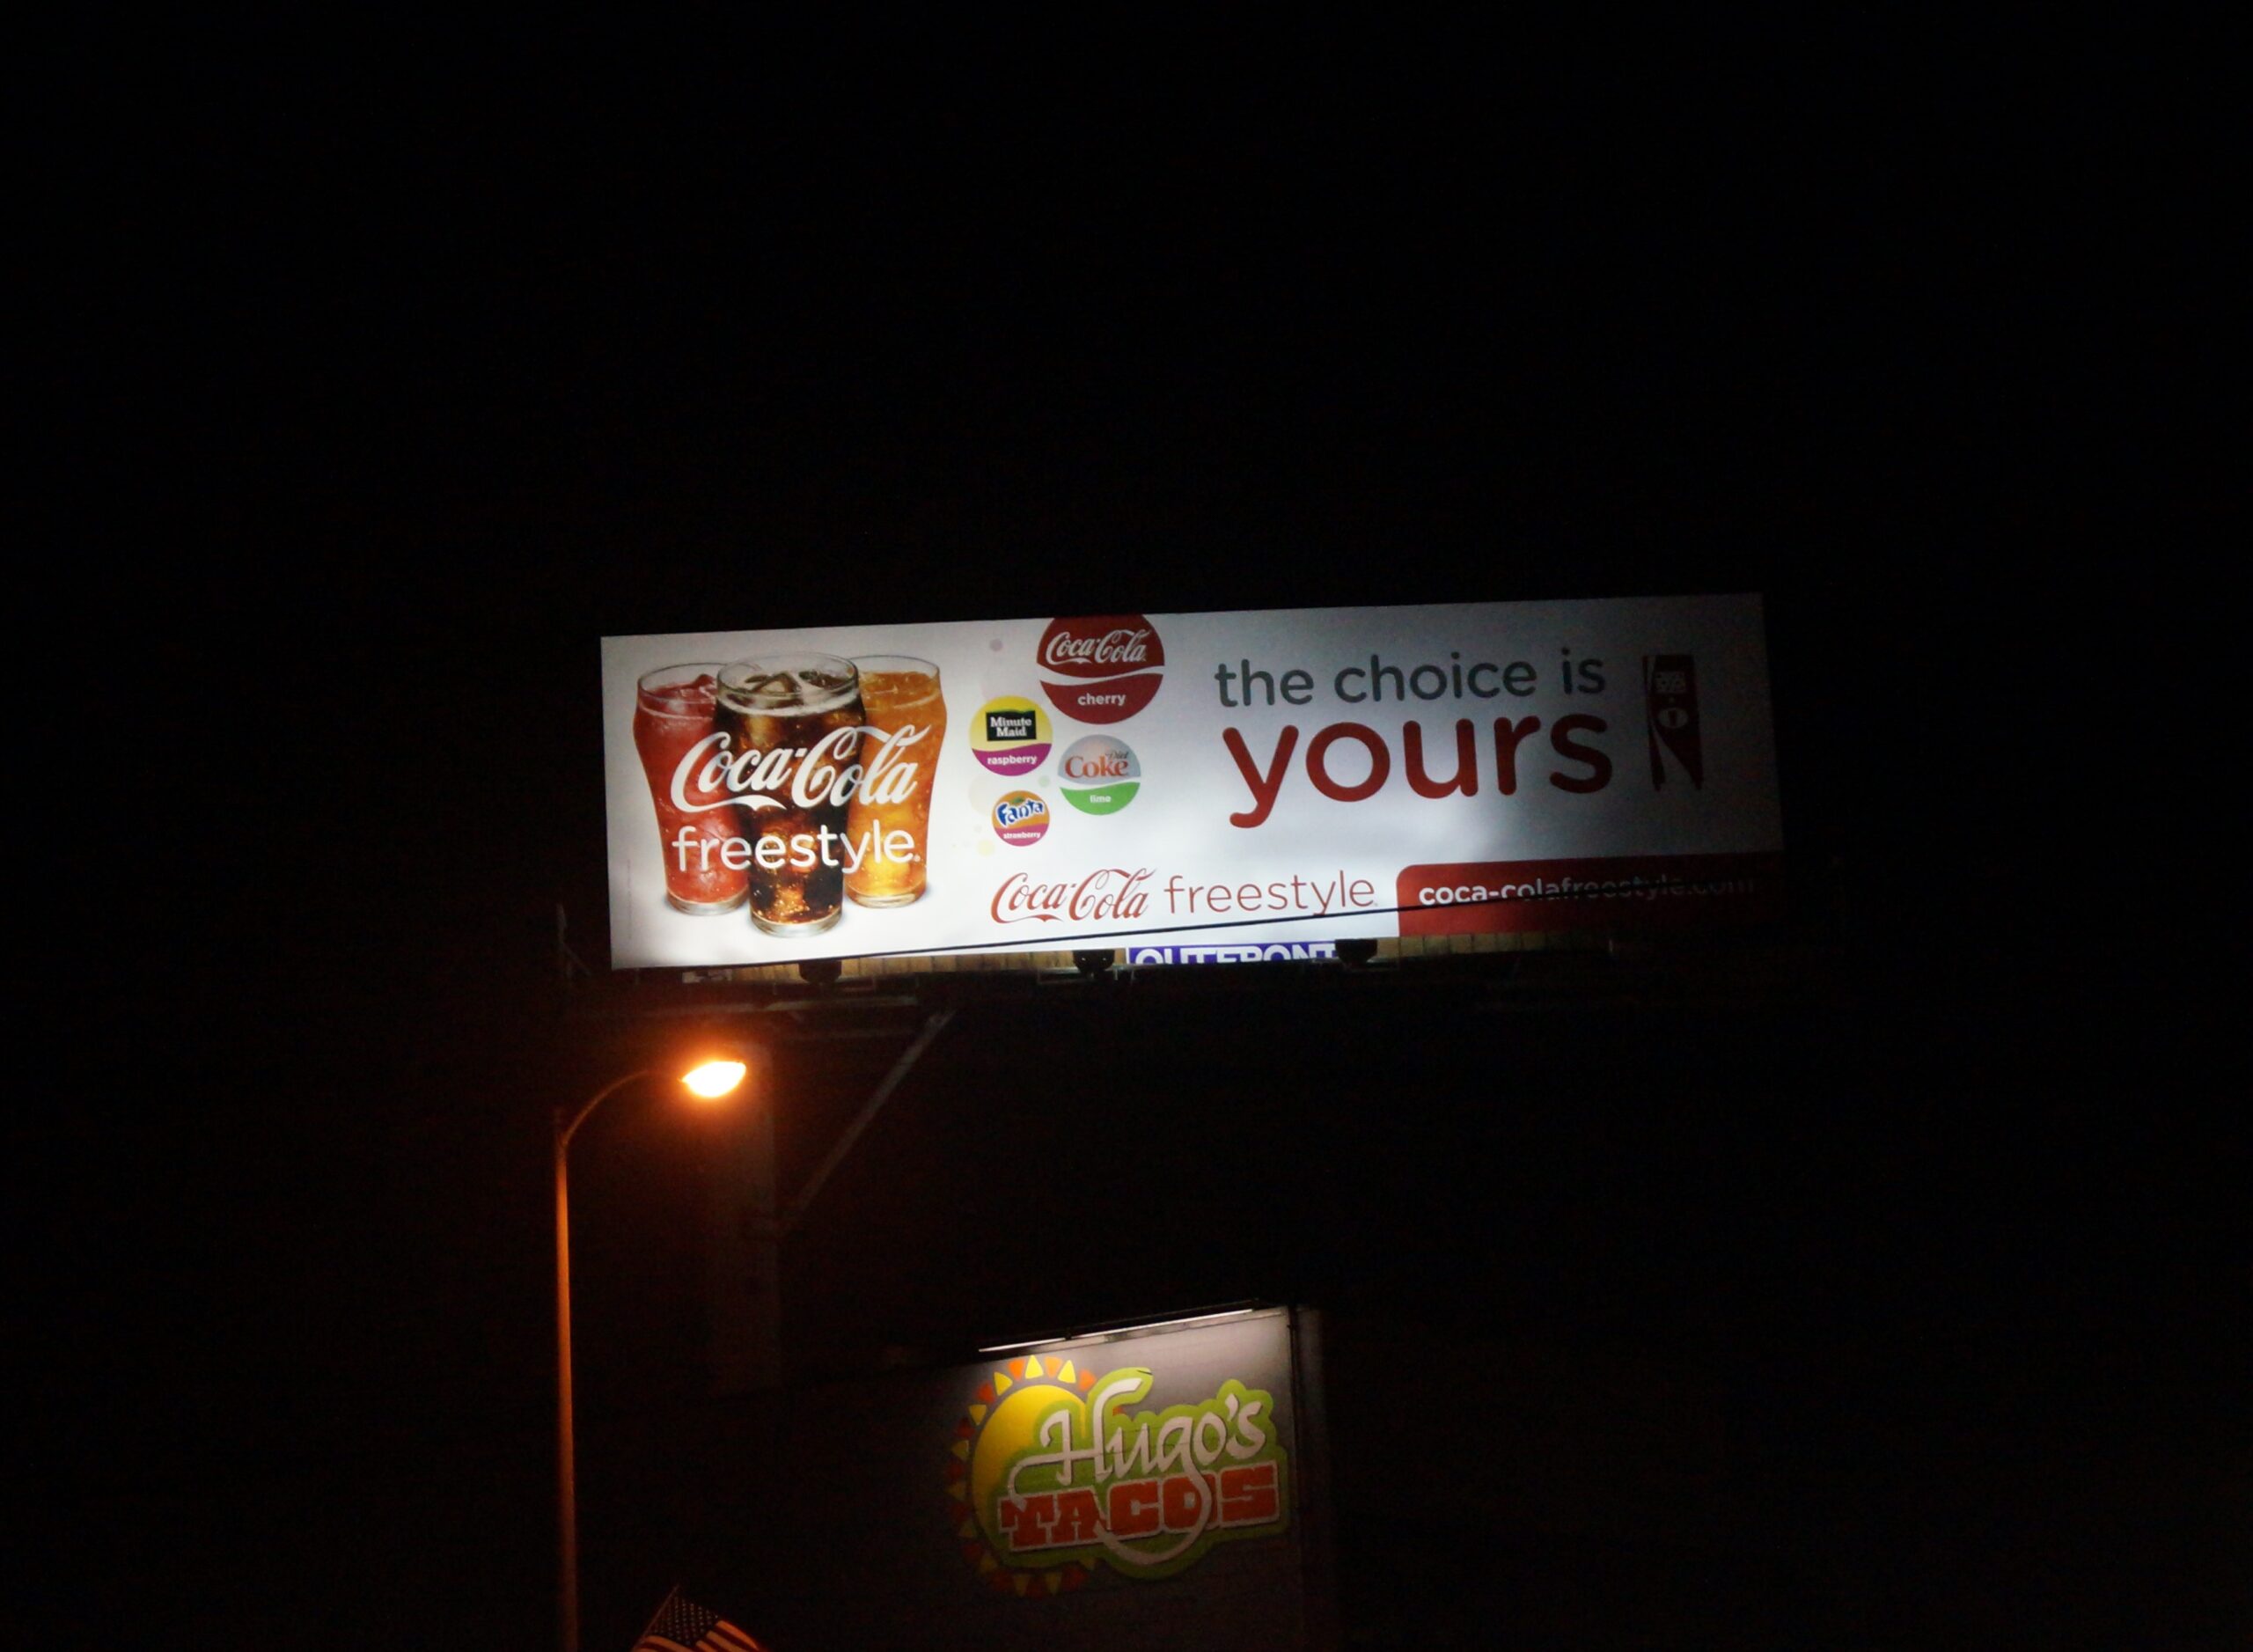 Coca-Cola
freestyle
Coca-Cola
cherry
Minute
Maid
raspberry
Diet
Coke
lime
Fanta
strawberry
the choice is
yours
Coca-Cola freestyle
coca-colafreestyle.com
OUTFRONT
Hugo's
TACOS